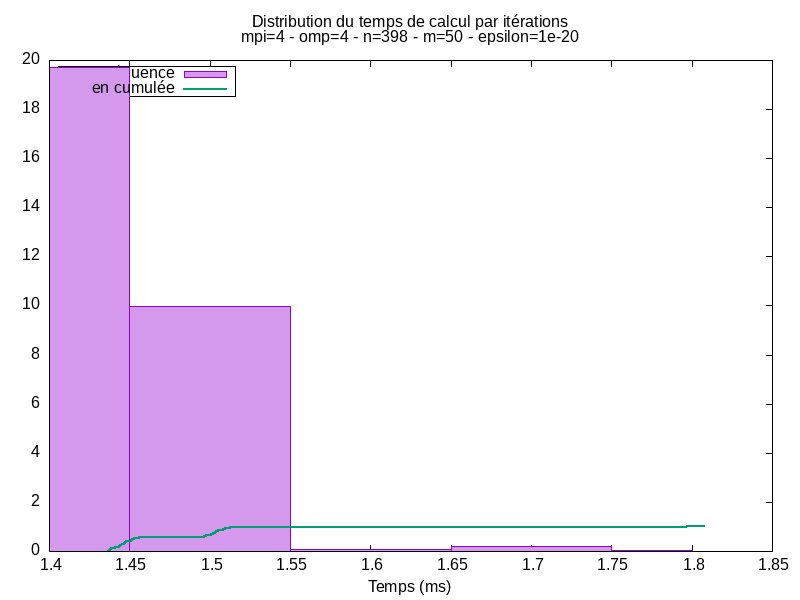 Distribution du temps de calcul par itérations
mpi=4 - omp=4 - n=398 - m=50 - epsilon=1e-20
uence
en cumulée
20
18
16
14
12
10
8
6
4
2
0
1.4 1.45 1.5 1.55 1.6 1.65 1.7 1.75 1.8 1.85
Temps (ms)